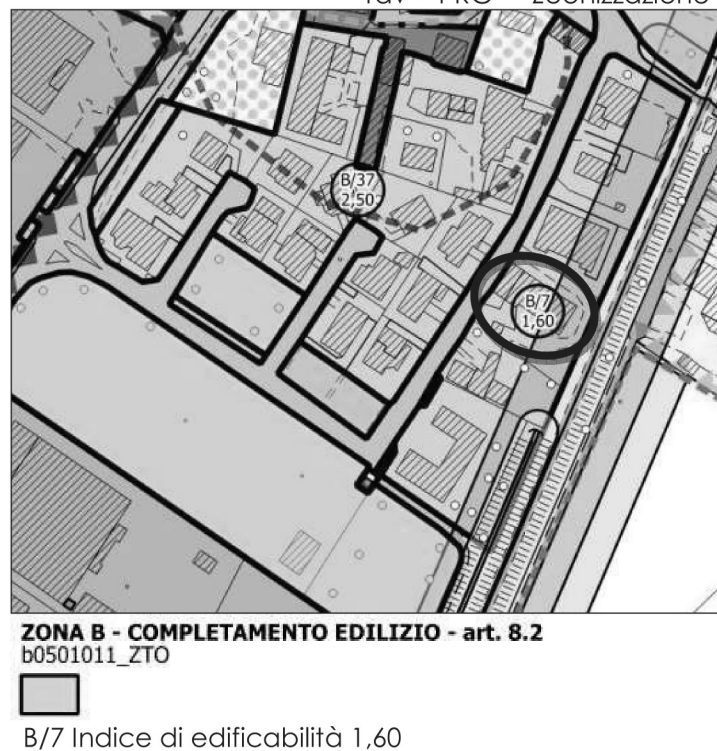 B/37
2,50
B/7
1,60
ZONA B - COMPLETAMENTO EDILIZIO - art. 8.2
b0501011_ZTO
B/7 Indice di edificabilità 1,60